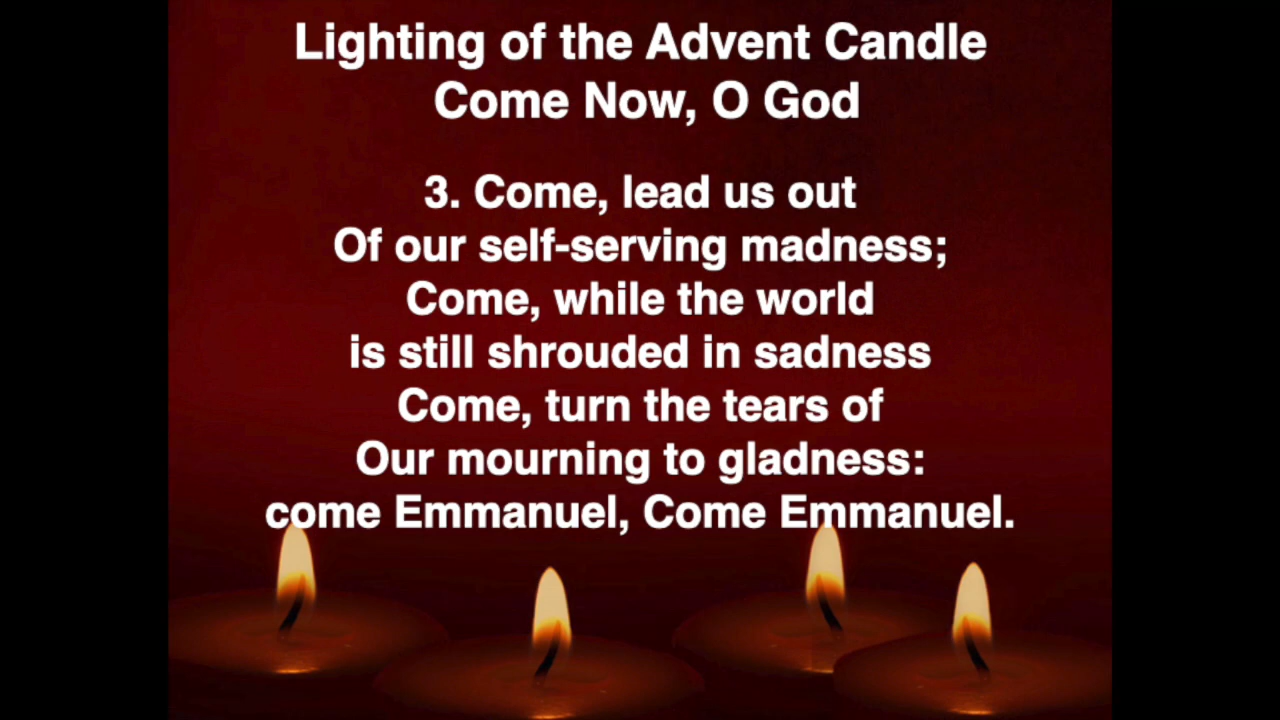 Lighting of the Advent Candle
Come Now, O God
3. Come, lead us out
Of our self-serving madness;
Come, while the world
is still shrouded in sadness
Come, turn the tears of
Our mourning to gladness:
come Emmanuel, Come Emmanuel.